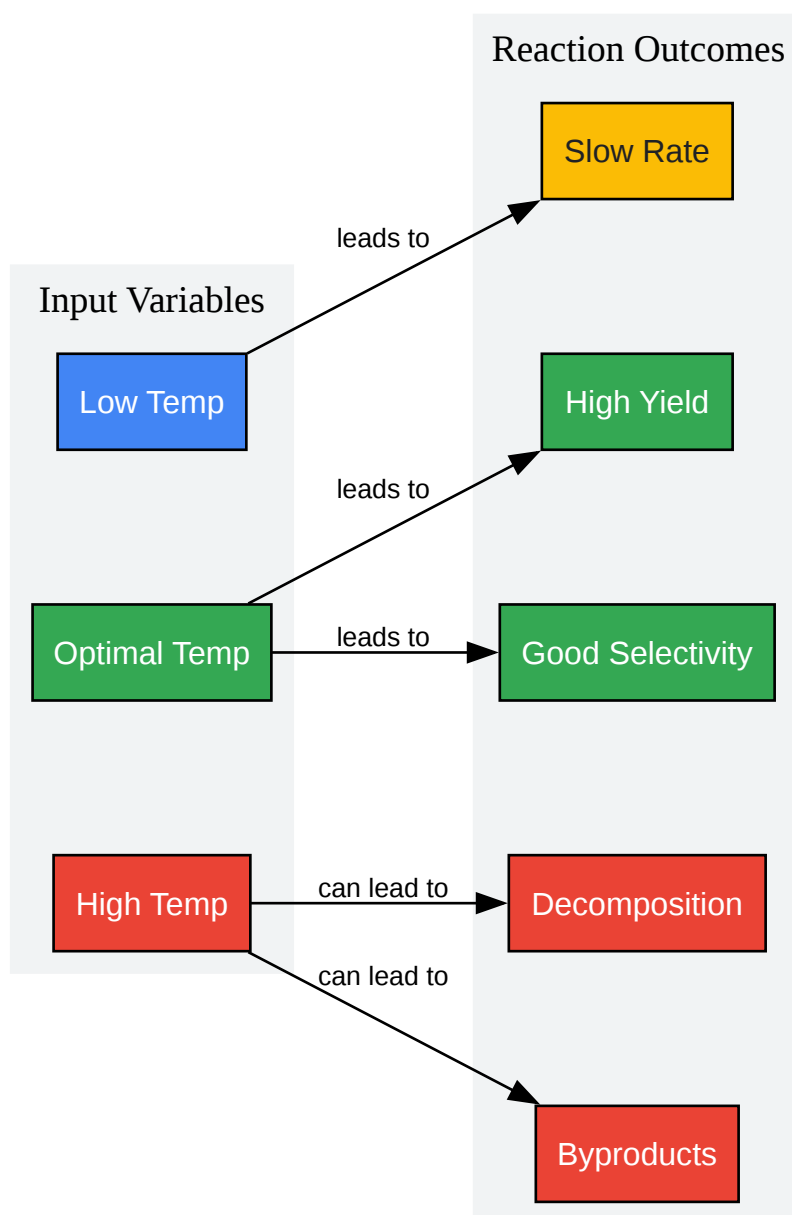 Reaction Outcomes
Slow Rate
leads to
Input Variables
Low Temp
High Yield
leads to
Optimal Temp
leads to
Good Selectivity
High Temp
can lead to
Decomposition
can lead to
Byproducts